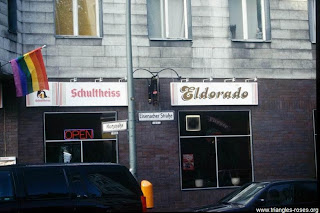 Schultheiss
Eldorado
Eisenacher Straße
OPEN
www.triangles-roses.org